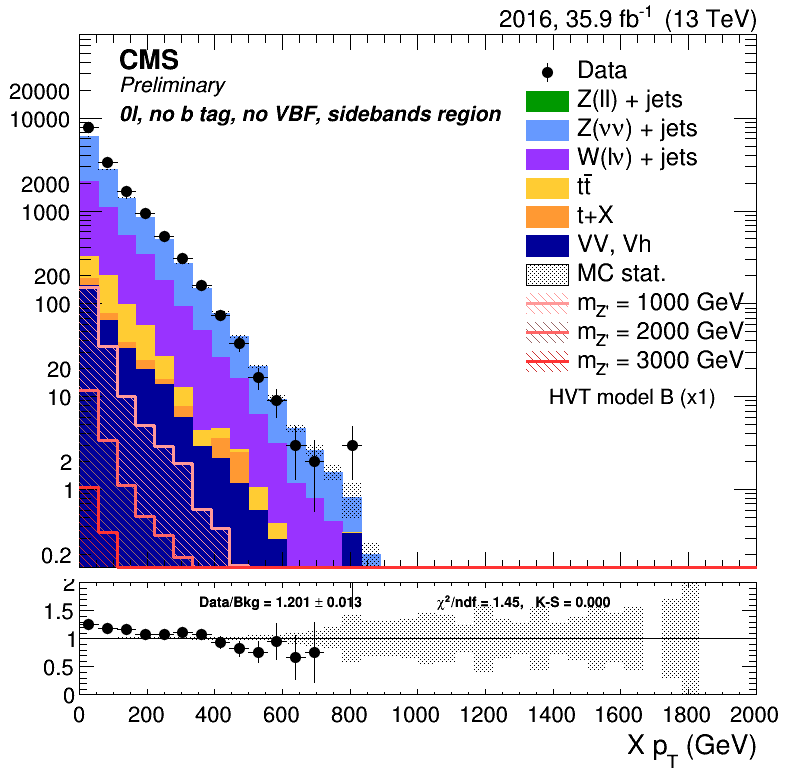 2016, 35.9 fb⁻¹ (13 TeV)
CMS
Preliminary
0l, no b tag, no VBF, sidebands region
Data
Z(ll) + jets
Z(νν) + jets
W(lν) + jets
tt̄
t+X
VV, Vh
MC stat.
m_Z' = 1000 GeV
m_Z' = 2000 GeV
m_Z' = 3000 GeV
HVT model B (x1)
20000
10000
2000
1000
200
100
20
10
2
1
0.2
Data/Bkg = 1.201 ± 0.013
χ²/ndf = 1.45, K-S = 0.000
2
1.5
1
0.5
0
0 200 400 600 800 1000 1200 1400 1600 1800 2000
X p_T (GeV)